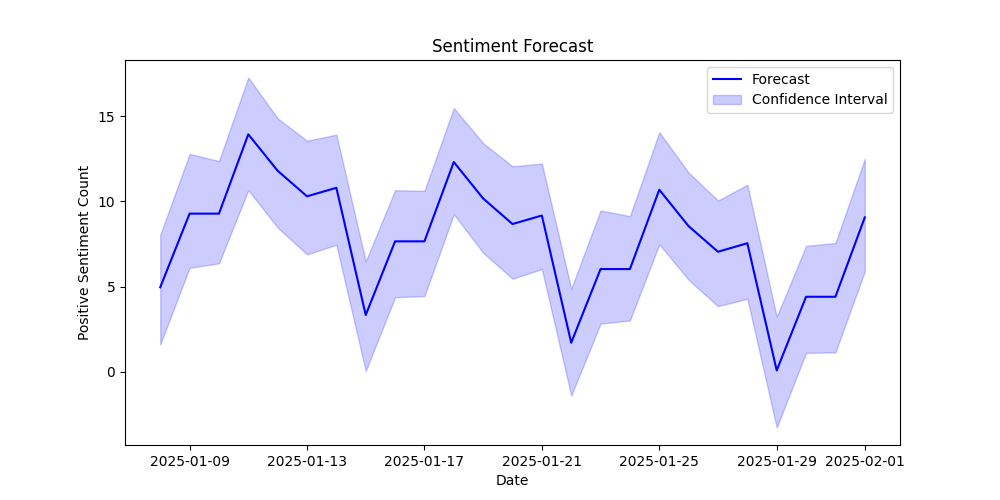 Sentiment Forecast
Forecast
Confidence Interval
Positive Sentiment Count
15
10
5
0
2025-01-09 2025-01-13 2025-01-17 2025-01-21 2025-01-25 2025-01-29 2025-02-01
Date